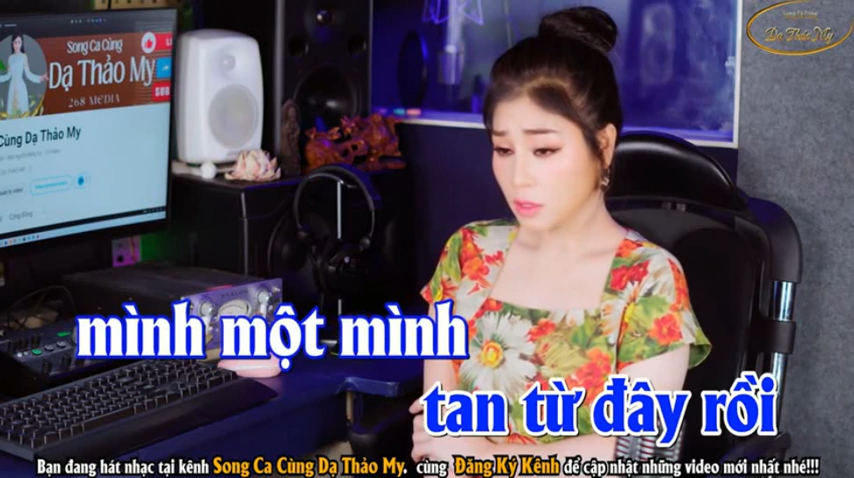 Song Ca Cùng
Dạ Thảo My
268 MEDIA
Cùng Dạ Thảo My
Cộng đồng
Song Ca Cùng
Dạ Thảo My
mình một mình
tan từ đây rồi
Bạn đang hát nhạc tại kênh Song Ca Cùng Dạ Thảo My. cùng Đăng Ký Kênh để cập nhật những video mới nhất nhé!!!